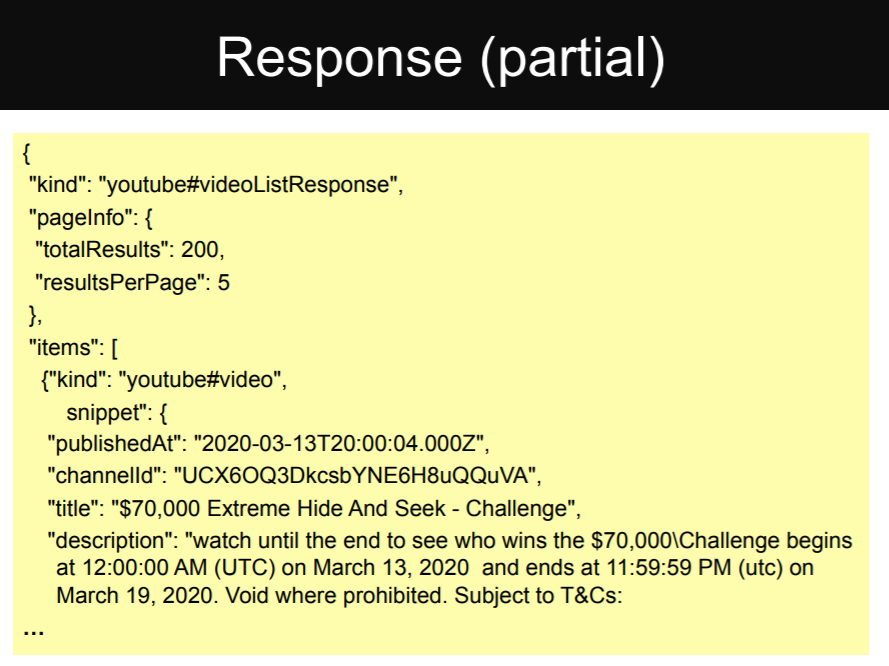 Response (partial)
{
"kind": "youtube#videoListResponse",
"pageInfo": {
"totalResults": 200,
"resultsPerPage": 5
},
"items": [
{"kind": "youtube#video",
snippet": {
"publishedAt": "2020-03-13T20:00:04.000Z",
"channelId": "UCX6OQ3DkcsbYNE6H8uQQuVA",
"title": "$70,000 Extreme Hide And Seek - Challenge",
"description": "watch until the end to see who wins the $70,000\Challenge begins
at 12:00:00 AM (UTC) on March 13, 2020  and ends at 11:59:59 PM (utc) on
March 19, 2020. Void where prohibited. Subject to T&Cs:
...